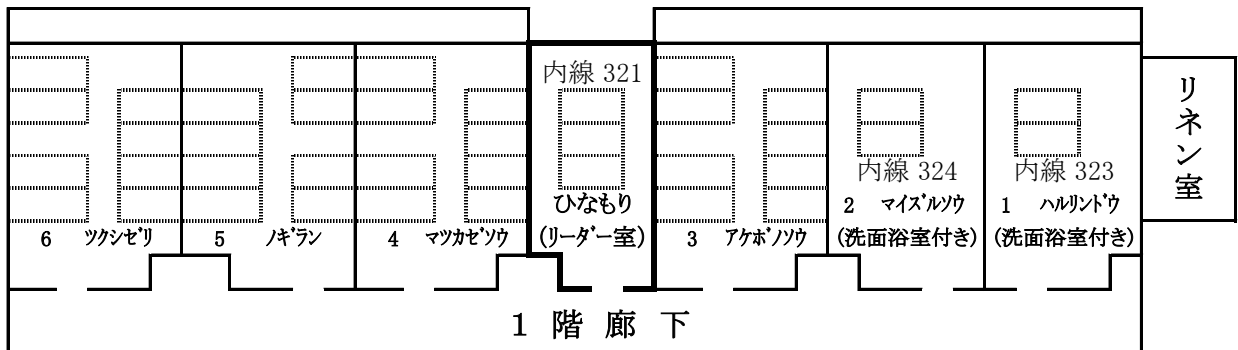 内線 321
ひなもり
(リーダー室)
6 ツクシゼリ
5 ノギラン
4 マツカゼソウ
3 アケボノソウ
内線 324
2 マイズルソウ
(洗面浴室付き)
内線 323
1 ハルリンドウ
(洗面浴室付き)
リネン室
1 階 廊 下